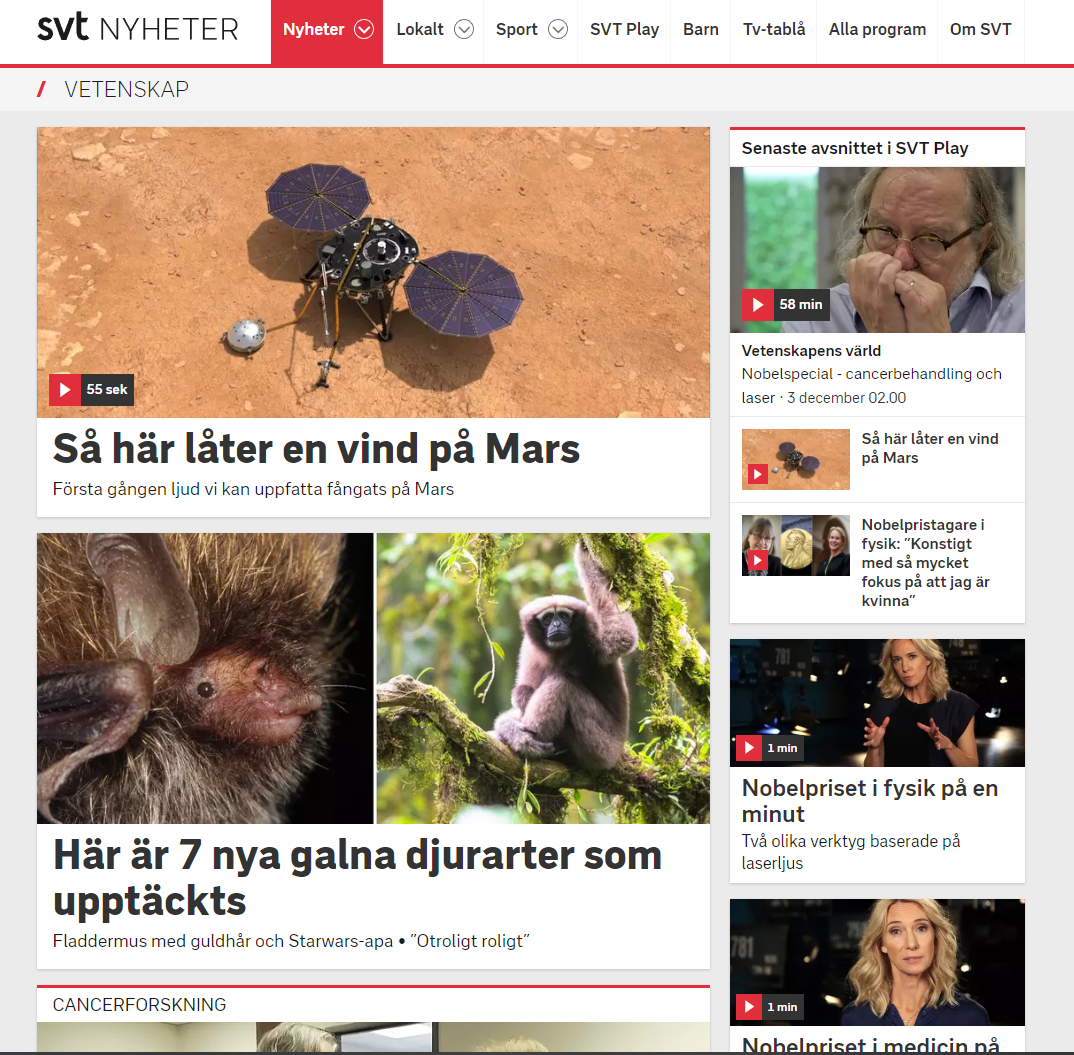 svt NYHETER
Nyheter
Lokalt
Sport
SVT Play
Barn
Tv-tablå
Alla program
Om SVT
/ VETENSKAP
55 sek
Så här låter en vind på Mars
Första gången ljud vi kan uppfatta fångats på Mars
Här är 7 nya galna djurarter som
upptäckts
Fladdermus med guldhår och Starwars-apa • ”Otroligt roligt”
CANCERFORSKNING
Senaste avsnittet i SVT Play
58 min
Vetenskapens värld
Nobelspecial - cancerbehandling och
laser · 3 december 02.00
Så här låter en vind
på Mars
Nobelpristagare i
fysik: ”Konstigt
med så mycket
fokus på att jag är
kvinna”
781
1 min
Nobelpriset i fysik på en
minut
Två olika verktyg baserade på
laserljus
781
1 min
Nobelpriset i medicin på